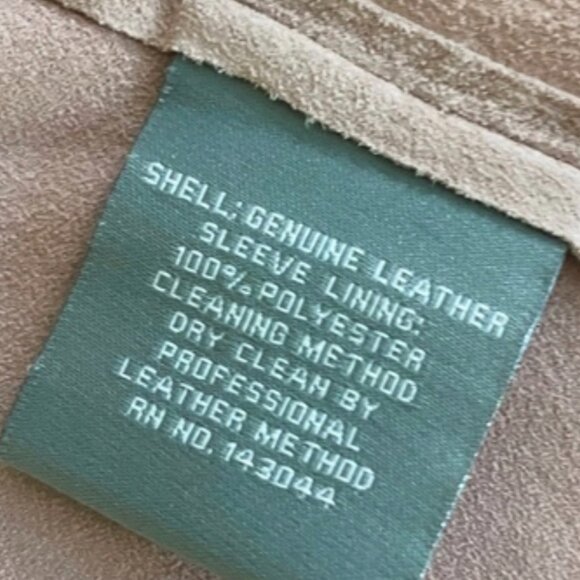 SHELL: GENUINE LEATHER
SLEEVE LINING:
100% POLYESTER
CLEANING METHOD
DRY CLEAN BY
PROFESSIONAL
LEATHER METHOD
RN NO. 143044